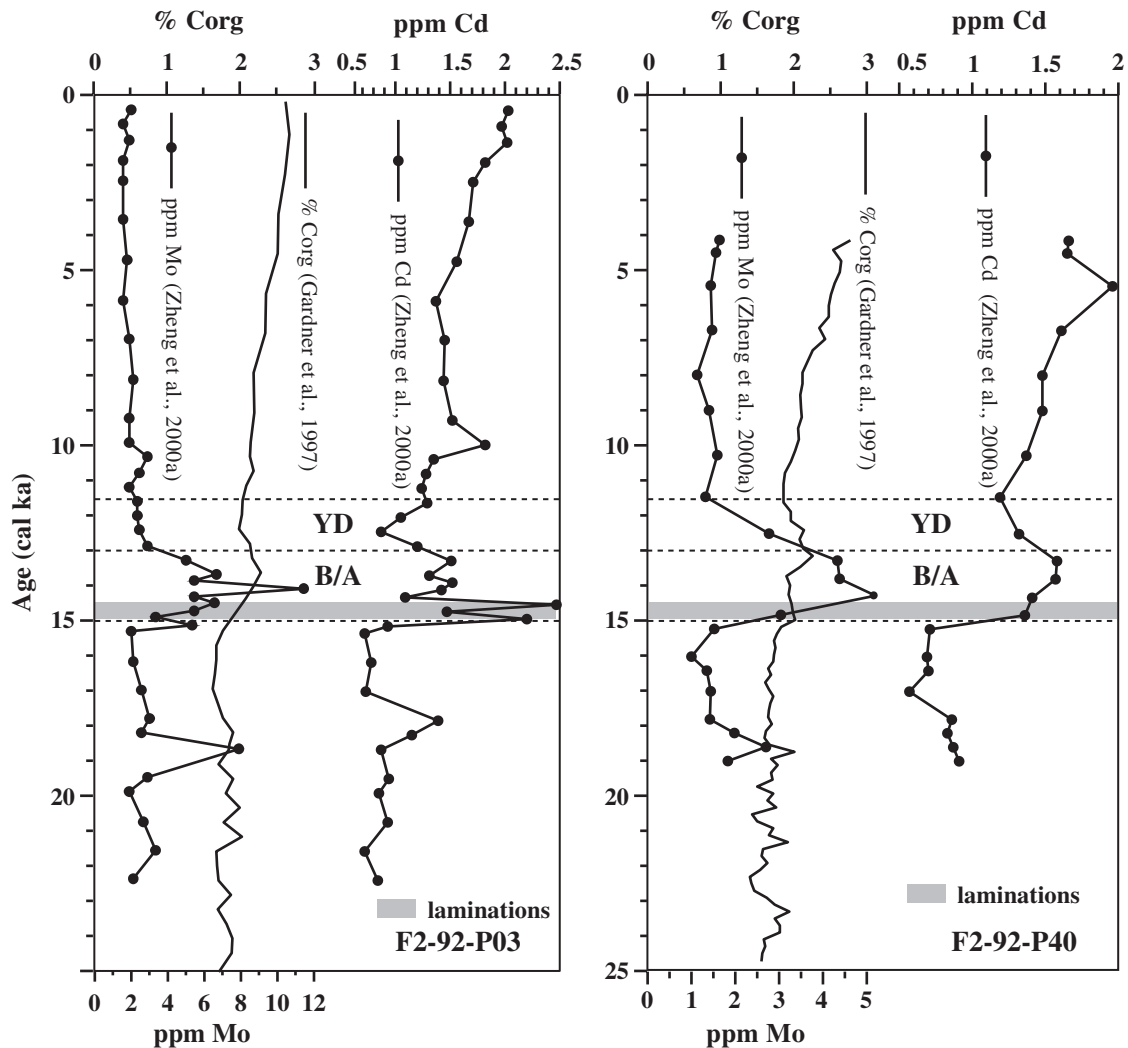 % Corg
ppm Cd
0 1 2 3 0.5 1 1.5 2 2.5
% Corg
ppm Cd
0 1 2 3 0.5 1 1.5 2
Age (cal ka)
0
5
10
15
20
ppm Mo (Zheng et al., 2000a)
% Corg (Gardner et al., 1997)
ppm Cd (Zheng et al., 2000a)
YD
B/A
laminations
F2-92-P03
0 2 4 6 8 10 12
ppm Mo
0
5
10
15
20
25
ppm Mo (Zheng et al., 2000a)
% Corg (Gardner et al., 1997)
ppm Cd (Zheng et al., 2000a)
YD
B/A
laminations
F2-92-P40
0 1 2 3 4 5
ppm Mo